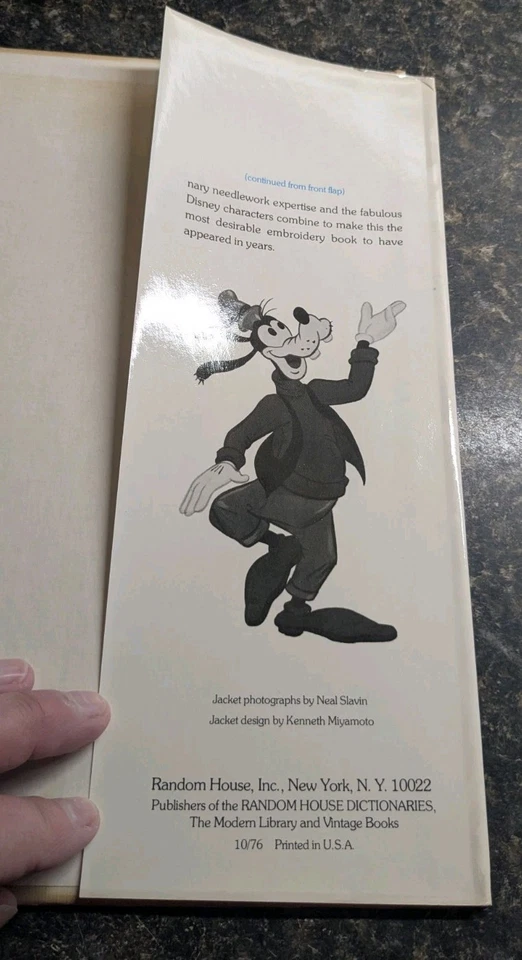 (continued from front flap)
nary needlework expertise and the fabulous
Disney characters combine to make this the
most desirable embroidery book to have
appeared in years.
Jacket photographs by Neal Slavin
Jacket design by Kenneth Miyamoto
Random House, Inc., New York, N. Y. 10022
Publishers of the RANDOM HOUSE DICTIONARIES,
The Modern Library and Vintage Books
10/76 Printed in U.S.A.